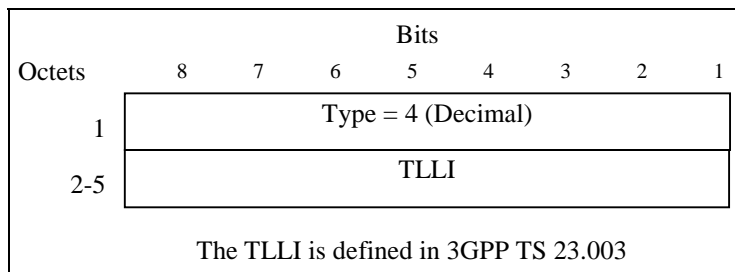 Bits
Octets 8 7 6 5 4 3 2 1
1 Type = 4 (Decimal)
2-5 TLLI
The TLLI is defined in 3GPP TS 23.003